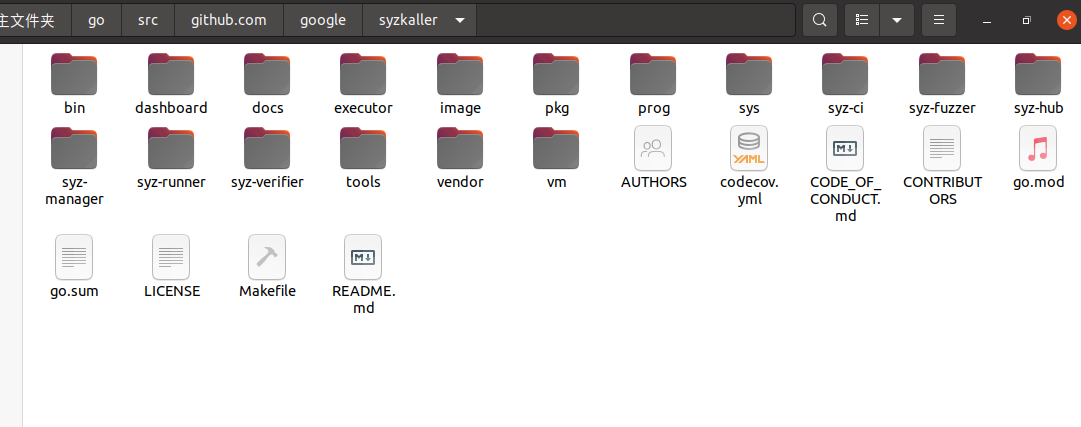 主文件夹 go src github.com google syzkaller
bin dashboard docs executor image pkg prog sys syz-ci syz-fuzzer syz-hub
syz-manager syz-runner syz-verifier tools vendor vm AUTHORS codecov.yml CODE_OF_CONDUCT.md CONTRIBUTORS go.mod
go.sum LICENSE Makefile README.md